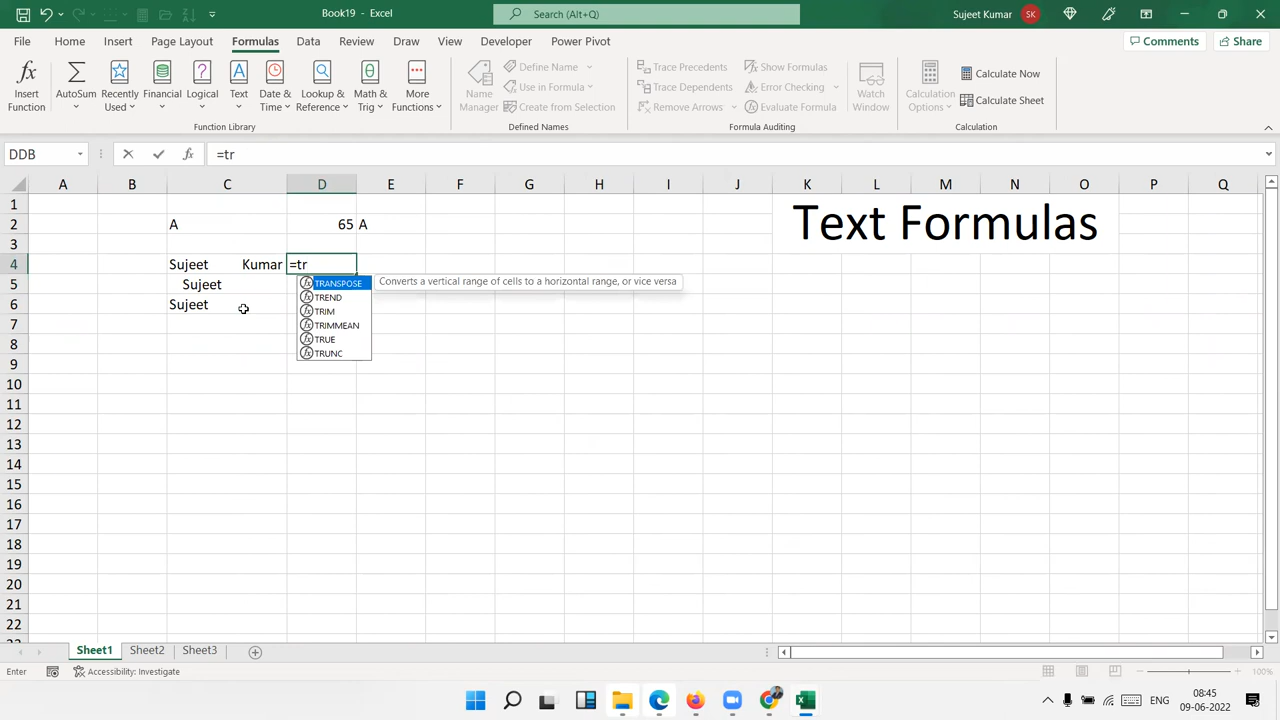 Book19 - Excel
Search (Alt+Q)
Sujeet Kumar SK
File Home Insert Page Layout Formulas Data Review View Developer Power Pivot
Comments Share
Insert Function
AutoSum
Recently Used
Financial
Logical
Text
Date & Time
Lookup & Reference
Math & Trig
More Functions
Function Library
Name Manager
Define Name
Use in Formula
Create from Selection
Defined Names
Trace Precedents
Trace Dependents
Remove Arrows
Show Formulas
Error Checking
Evaluate Formula
Formula Auditing
Watch Window
Calculation Options
Calculate Now
Calculate Sheet
Calculation
DDB fx =tr
A B C D E F G H I J K L M N O P Q
1
2 A 65 A
Text Formulas
3
4 Sujeet Kumar =tr
5 Sujeet
6 Sujeet
7
8
9
10
11
12
13
14
15
16
17
18
19
20
21
22
23
TRANSPOSE
Converts a vertical range of cells to a horizontal range, or vice versa
TREND
TRIM
TRIMMEAN
TRUE
TRUNC
Sheet1 Sheet2 Sheet3
Enter Accessibility: Investigate 100%
ENG
08:45
09-06-2022